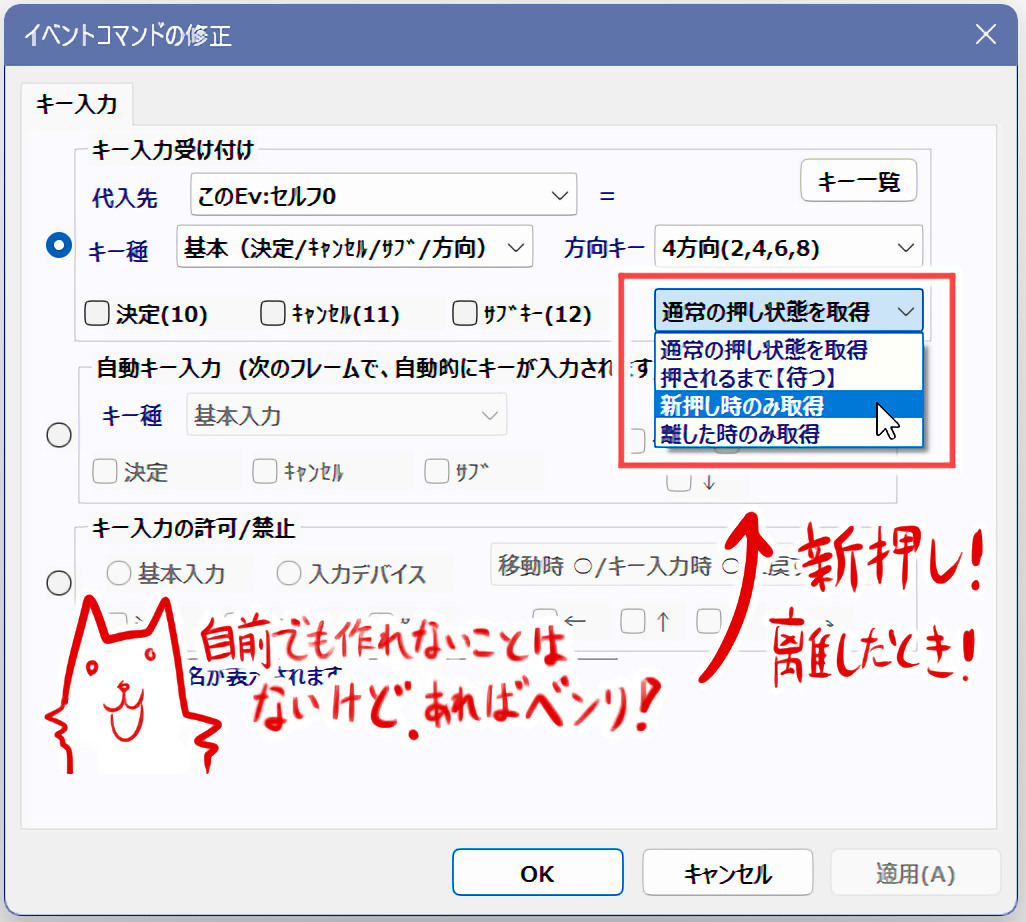 イベントコマンドの修正
キー入力
キー入力受け付け
代入先 このEv:セルフ0 = キー一覧
キー種 基本（決定/ｷｬﾝｾﾙ/ｻﾌﾞ/方向） 方向キー 4方向(2,4,6,8)
決定(10) ｷｬﾝｾﾙ(11) ｻﾌﾞｷｰ(12) 通常の押し状態を取得
通常の押し状態を取得
押されるまで【待つ】
新押し時のみ取得
離した時のみ取得
自動キー入力 (次のフレームで、自動的にキーが入力されます
キー種 基本入力
決定 ｷｬﾝｾﾙ ｻﾌﾞ
↓
キー入力の許可/禁止
基本入力 入力デバイス 移動時 ○/キー入力時 ○
← ↑
新押し!
離したとき!
自前でも作れないことは
ないけど、あればベンリ!
名が表示されます
OK キャンセル 適用(A)